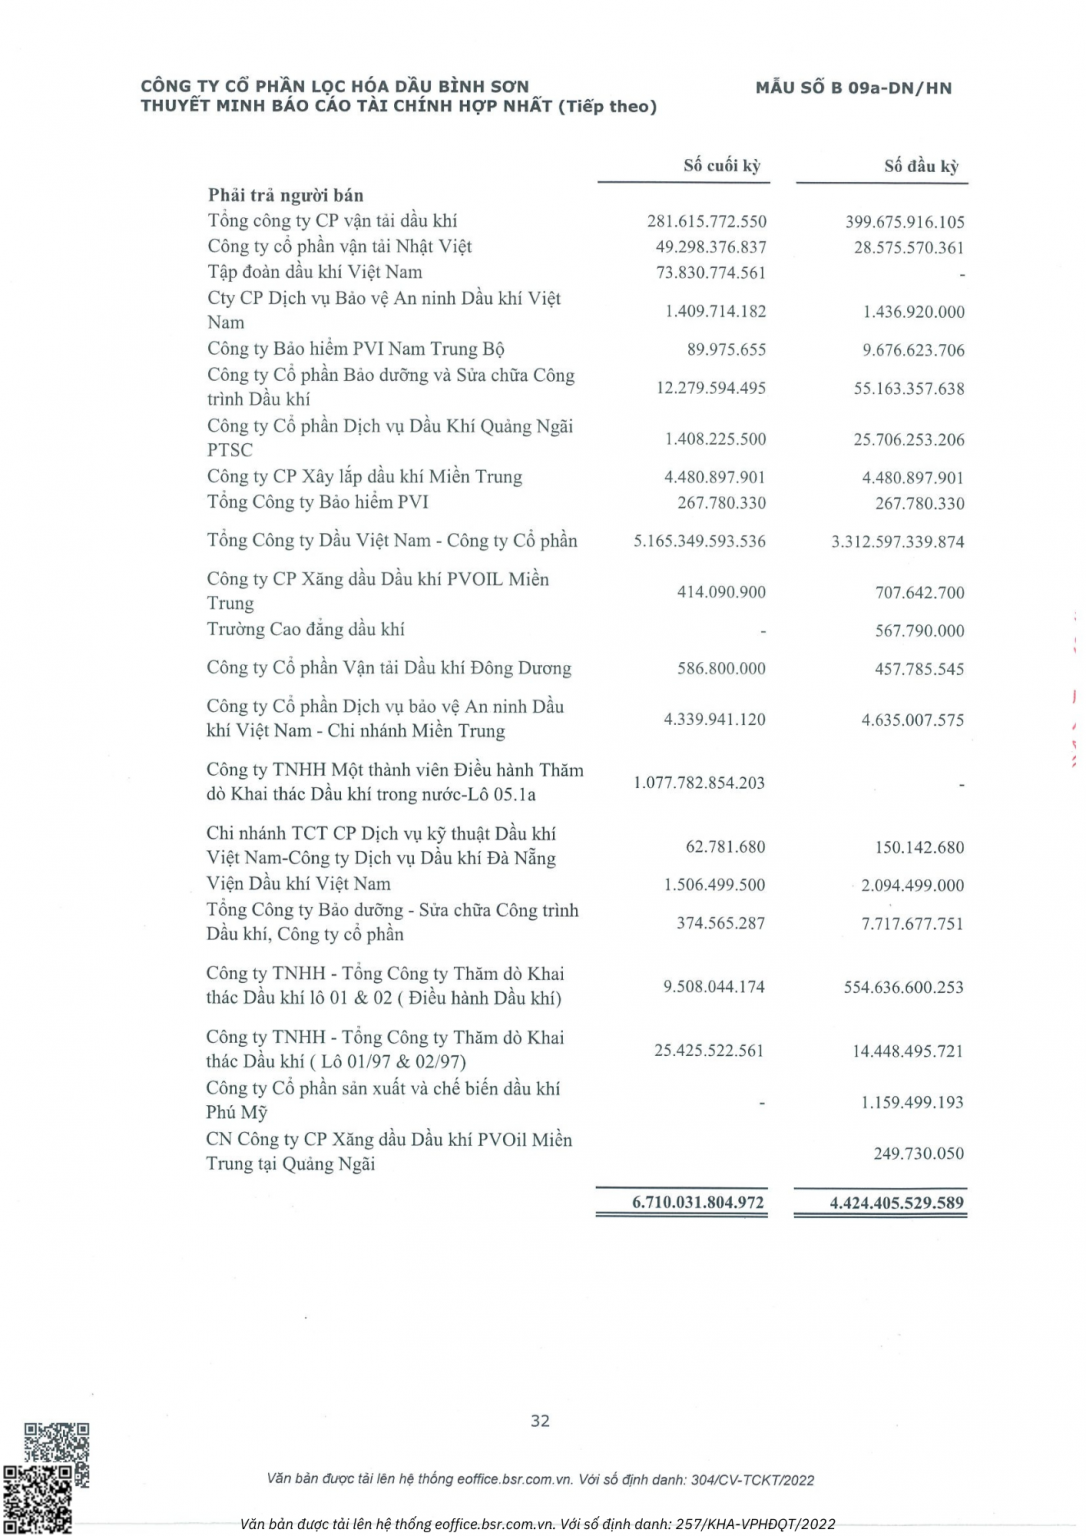 CÔNG TY CỔ PHẦN LỌC HÓA DẦU BÌNH SƠN MẪU SỐ B 09a-DN/HN
THUYẾT MINH BÁO CÁO TÀI CHÍNH HỢP NHẤT (Tiếp theo)
Số cuối kỳ Số đầu kỳ
Phải trả người bán
Tổng công ty CP vận tải dầu khí 281.615.772.550 399.675.916.105
Công ty cổ phần vận tải Nhật Việt 49.298.376.837 28.575.570.361
Tập đoàn dầu khí Việt Nam 73.830.774.561 -
Cty CP Dịch vụ Bảo vệ An ninh Dầu khí Việt
Nam 1.409.714.182 1.436.920.000
Công ty Bảo hiểm PVI Nam Trung Bộ 89.975.655 9.676.623.706
Công ty Cổ phần Bảo dưỡng và Sửa chữa Công
trình Dầu khí 12.279.594.495 55.163.357.638
Công ty Cổ phần Dịch vụ Dầu Khí Quảng Ngãi
PTSC 1.408.225.500 25.706.253.206
Công ty CP Xây lắp dầu khí Miền Trung 4.480.897.901 4.480.897.901
Tổng Công ty Bảo hiểm PVI 267.780.330 267.780.330
Tổng Công ty Dầu Việt Nam - Công ty Cổ phần 5.165.349.593.536 3.312.597.339.874
Công ty CP Xăng dầu Dầu khí PVOIL Miền
Trung 414.090.900 707.642.700
Trường Cao đẳng dầu khí - 567.790.000
Công ty Cổ phần Vận tải Dầu khí Đông Dương 586.800.000 457.785.545
Công ty Cổ phần Dịch vụ bảo vệ An ninh Dầu
khí Việt Nam - Chi nhánh Miền Trung 4.339.941.120 4.635.007.575
Công ty TNHH Một thành viên Điều hành Thăm
dò Khai thác Dầu khí trong nước-Lô 05.1a 1.077.782.854.203 -
Chi nhánh TCT CP Dịch vụ kỹ thuật Dầu khí
Việt Nam-Công ty Dịch vụ Dầu khí Đà Nẵng 62.781.680 150.142.680
Viện Dầu khí Việt Nam 1.506.499.500 2.094.499.000
Tổng Công ty Bảo dưỡng - Sửa chữa Công trình
Dầu khí, Công ty cổ phần 374.565.287 7.717.677.751
Công ty TNHH - Tổng Công ty Thăm dò Khai
thác Dầu khí lô 01 & 02 ( Điều hành Dầu khí) 9.508.044.174 554.636.600.253
Công ty TNHH - Tổng Công ty Thăm dò Khai
thác Dầu khí ( Lô 01/97 & 02/97) 25.425.522.561 14.448.495.721
Công ty Cổ phần sản xuất và chế biến dầu khí
Phú Mỹ - 1.159.499.193
CN Công ty CP Xăng dầu Dầu khí PVOil Miền
Trung tại Quảng Ngãi 249.730.050
6.710.031.804.972 4.424.405.529.589
32
Văn bản được tải lên hệ thống eoffice.bsr.com.vn. Với số định danh: 304/CV-TCKT/2022
Văn bản được tải lên hệ thống eoffice.bsr.com.vn. Với số định danh: 257/KHA-VPHĐQT/2022